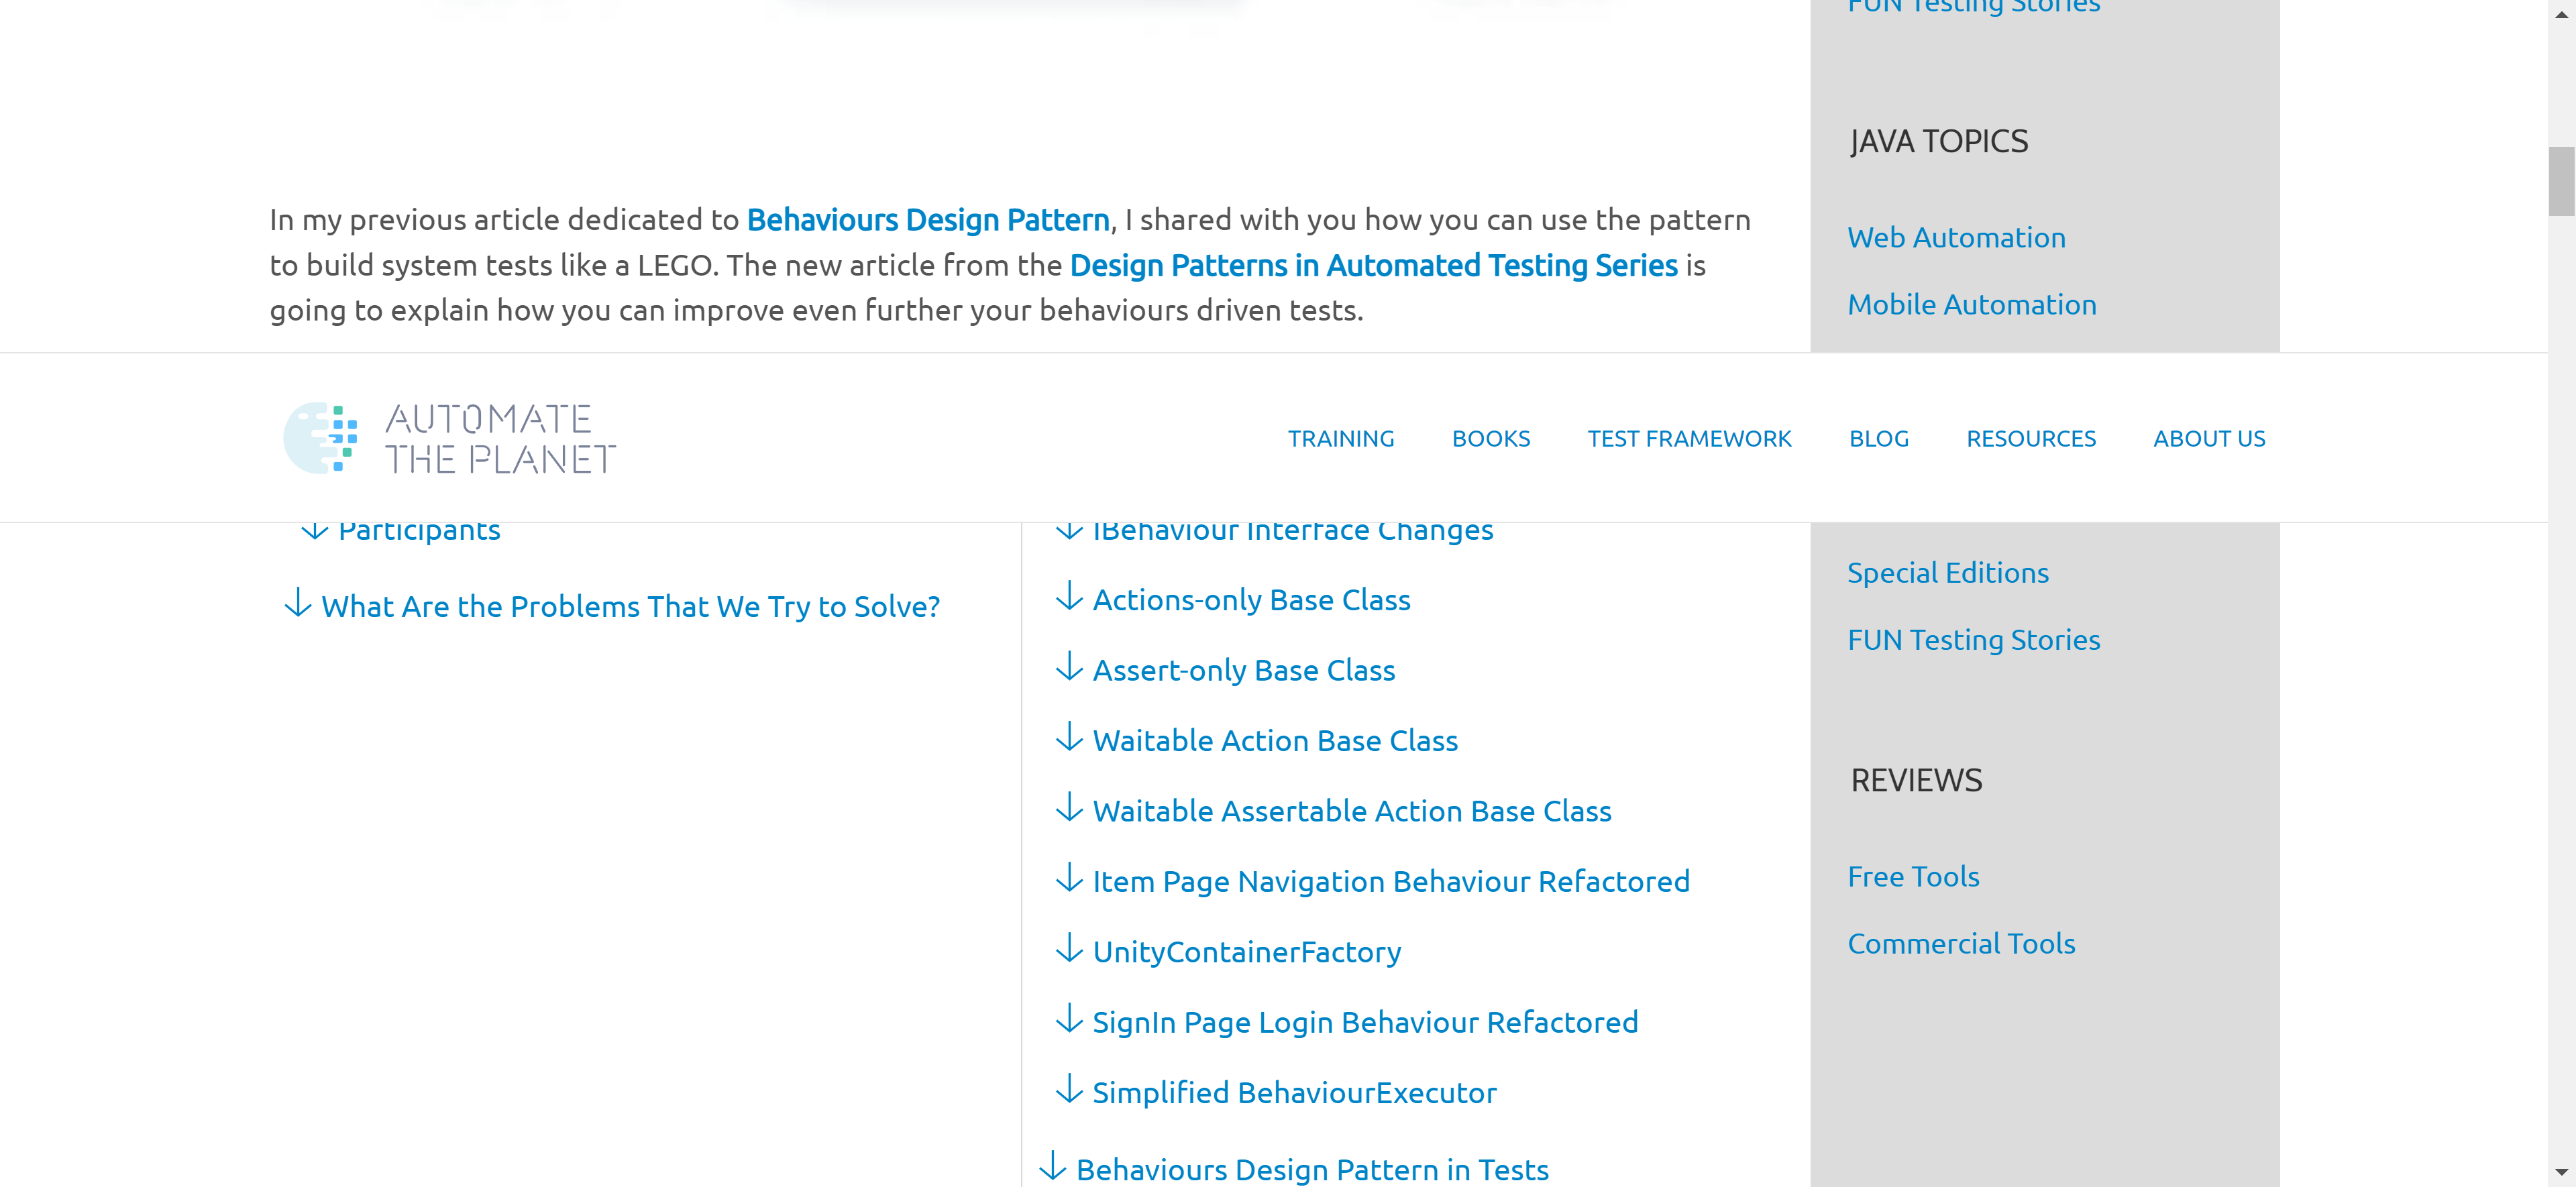 FUN Testing Stories
JAVA TOPICS
In my previous article dedicated to Behaviours Design Pattern, I shared with you how you can use the pattern
to build system tests like a LEGO. The new article from the Design Patterns in Automated Testing Series is
going to explain how you can improve even further your behaviours driven tests.
Web Automation
Mobile Automation
AUTOMATE
THE PLANET
TRAINING
BOOKS
TEST FRAMEWORK
BLOG
RESOURCES
ABOUT US
Participants
What Are the Problems That We Try to Solve?
IBehaviour Interface Changes
Actions-only Base Class
Assert-only Base Class
Waitable Action Base Class
Waitable Assertable Action Base Class
Item Page Navigation Behaviour Refactored
UnityContainerFactory
SignIn Page Login Behaviour Refactored
Simplified BehaviourExecutor
Behaviours Design Pattern in Tests
Special Editions
FUN Testing Stories
REVIEWS
Free Tools
Commercial Tools